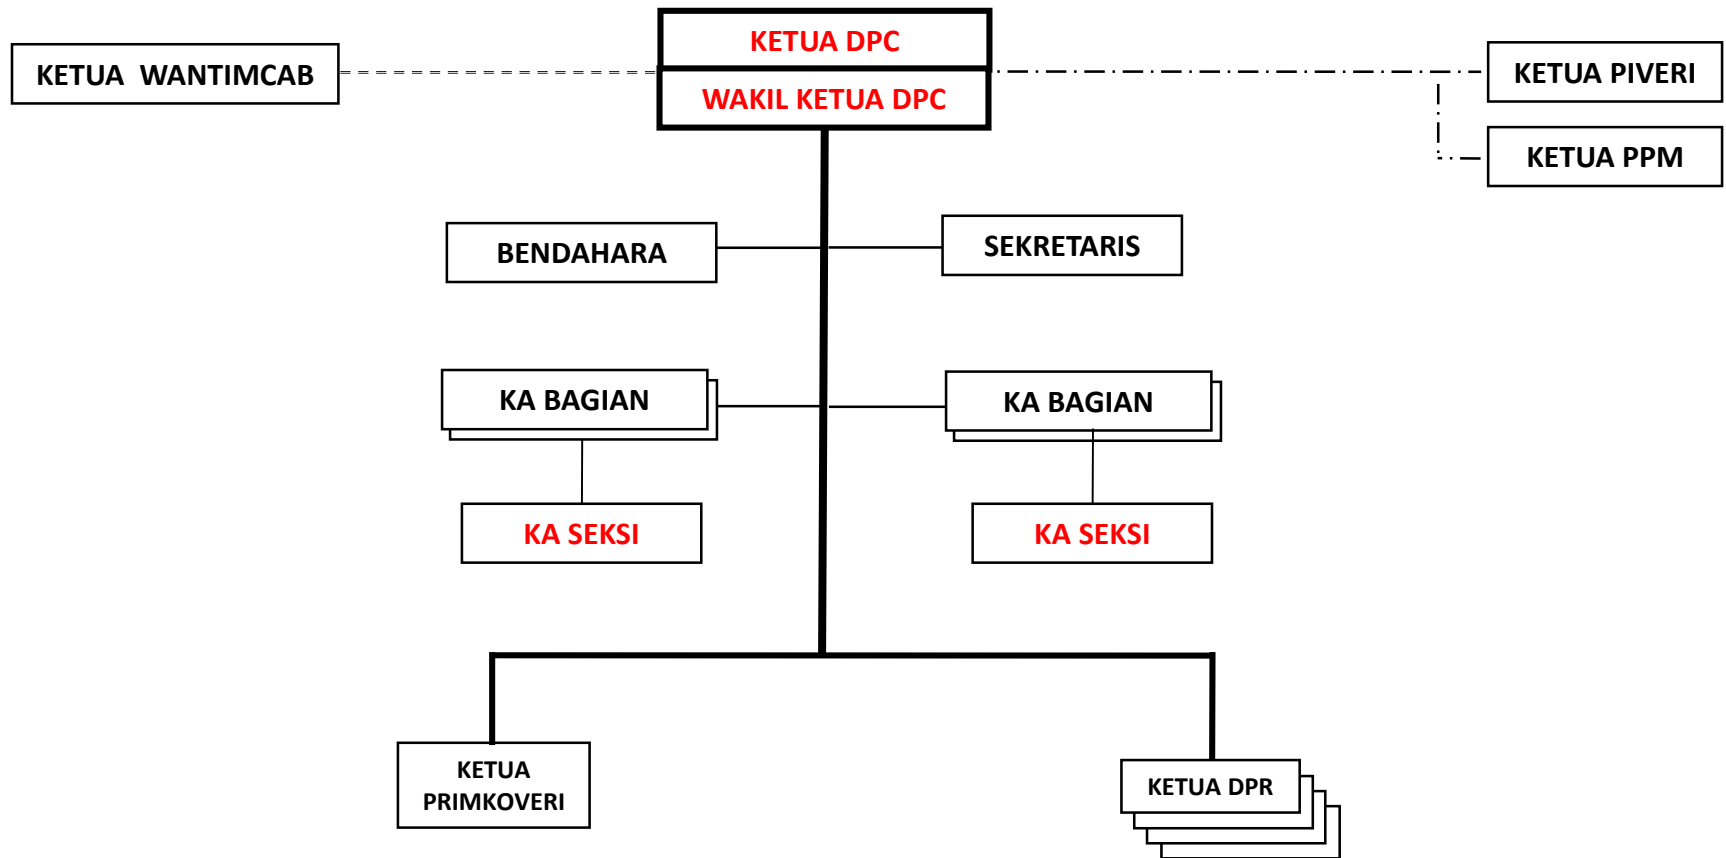 KETUA DPC
KETUA WANTIMCAB
WAKIL KETUA DPC
KETUA PIVERI
KETUA PPM
BENDAHARA
SEKRETARIS
KA BAGIAN
KA BAGIAN
KA SEKSI
KA SEKSI
KETUA
PRIMKOVERI
KETUA DPR